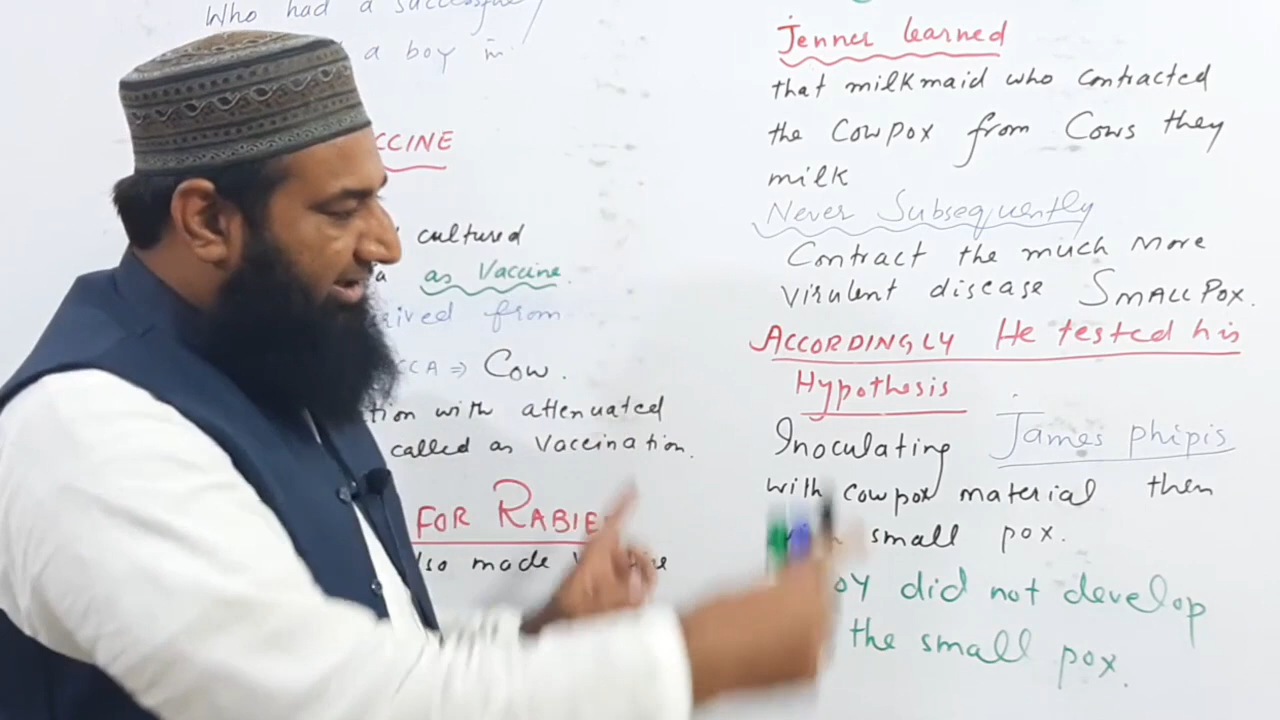 Who had a successful
a boy in
CCINE
cultured
as Vaccine.
rived from
CCA ⇒ Cow.
tion with attenuated
called as Vaccination.
FOR RABIE
lso made
Jenner learned
that milkmaid who contracted
the Cowpox from Cows they
milk
Never Subsequently
Contract the much more
virulent disease SMALLPOX.
ACCORDINGLY He tested his
Hypothesis
Inoculating James phipis
with cowpox material then
small pox.
oy did not develop
the small pox.